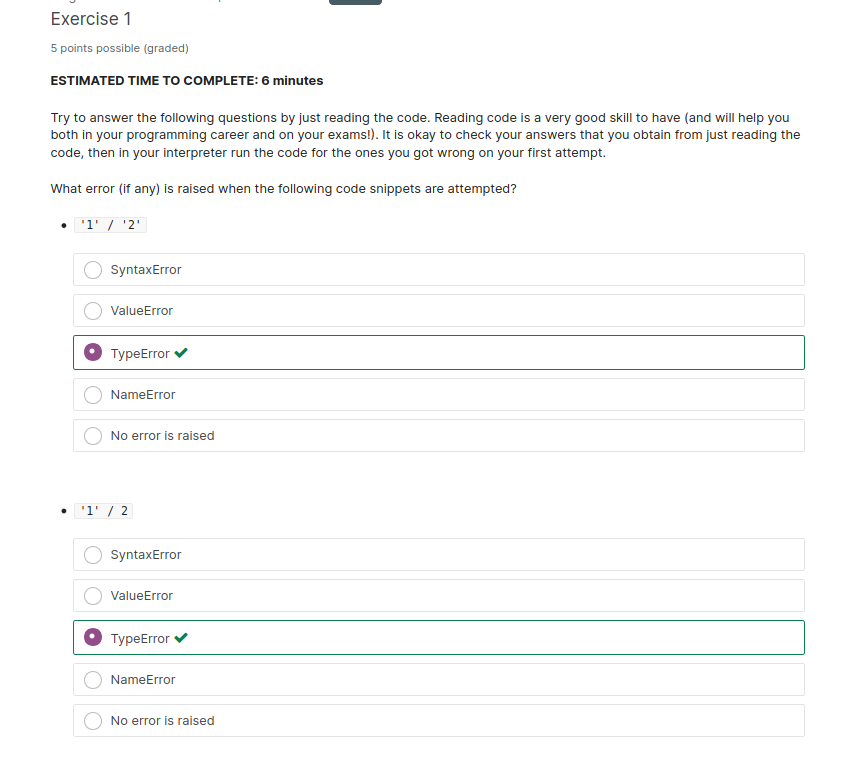 Exercise 1
5 points possible (graded)
ESTIMATED TIME TO COMPLETE: 6 minutes
Try to answer the following questions by just reading the code. Reading code is a very good skill to have (and will help you
both in your programming career and on your exams!). It is okay to check your answers that you obtain from just reading the
code, then in your interpreter run the code for the ones you got wrong on your first attempt.
What error (if any) is raised when the following code snippets are attempted?
• '1' / '2'
SyntaxError
ValueError
TypeError ✔
NameError
No error is raised
• '1' / 2
SyntaxError
ValueError
TypeError ✔
NameError
No error is raised